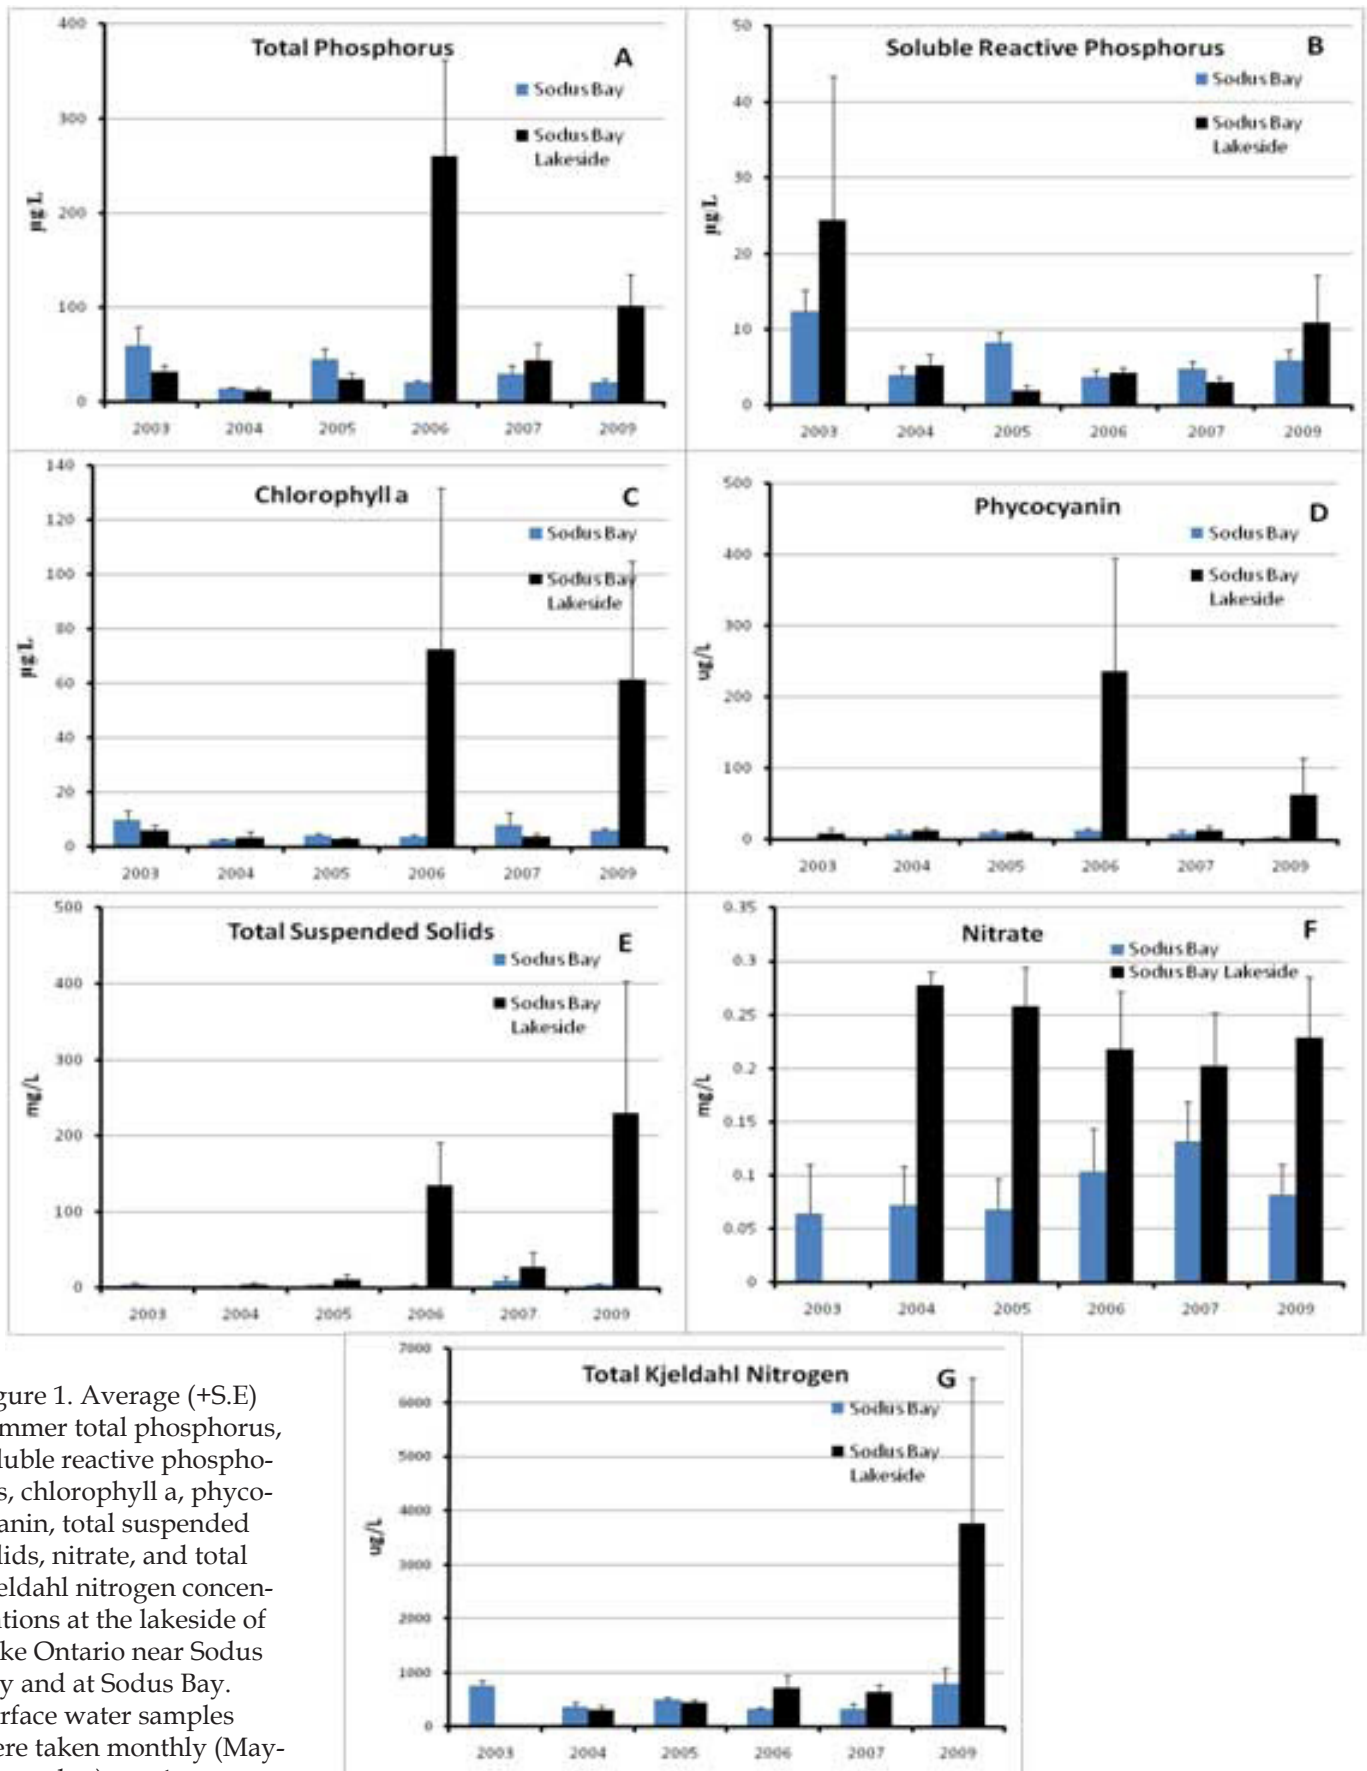 Total Phosphorus
A
Sodus Bay
Sodus Bay
Lakeside
µg L
400
300
200
100
0
2003 2004 2005 2006 2007 2009
Soluble Reactive Phosphorus
B
Sodus Bay
Sodus Bay
Lakeside
µg L
50
40
30
20
10
0
2003 2004 2005 2006 2007 2009
Chlorophyll a
C
Sodus Bay
Sodus Bay
Lakeside
µg L
140
120
100
80
60
40
20
0
2003 2004 2005 2006 2007 2009
Phycocyanin
D
Sodus Bay
Sodus Bay
Lakeside
ug/L
500
400
300
200
100
0
2003 2004 2005 2006 2007 2009
Total Suspended Solids
E
Sodus Bay
Sodus Bay
Lakeside
mg/L
500
400
300
200
100
0
2003 2004 2005 2006 2007 2009
Nitrate
F
Sodus Bay
Sodus Bay Lakeside
mg/L
0.35
0.3
0.25
0.2
0.15
0.1
0.05
0
2003 2004 2005 2006 2007 2009
Total Kjeldahl Nitrogen
G
Sodus Bay
Sodus Bay
Lakeside
ug/L
7000
6000
5000
4000
3000
2000
1000
0
2003 2004 2005 2006 2007 2009
gure 1. Average (+S.E)
mmer total phosphorus,
luble reactive phospho-
s, chlorophyll a, phyco-
anin, total suspended
lids, nitrate, and total
eldahl nitrogen concen-
ations at the lakeside of
ke Ontario near Sodus
y and at Sodus Bay.
rface water samples
ere taken monthly (May-